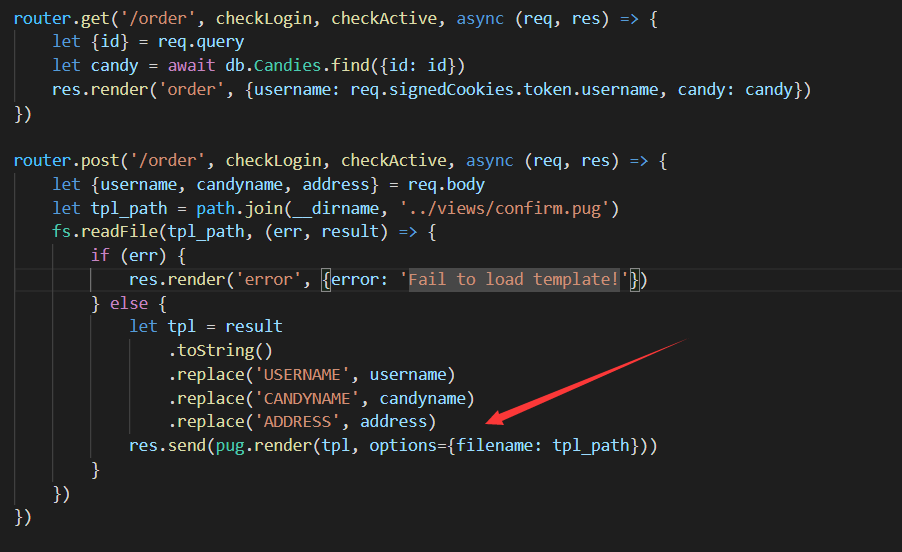 router.get('/order', checkLogin, checkActive, async (req, res) => {
    let {id} = req.query
    let candy = await db.Candies.find({id: id})
    res.render('order', {username: req.signedCookies.token.username, candy: candy})
})

router.post('/order', checkLogin, checkActive, async (req, res) => {
    let {username, candyname, address} = req.body
    let tpl_path = path.join(__dirname, '../views/confirm.pug')
    fs.readFile(tpl_path, (err, result) => {
        if (err) {
            res.render('error', {error: 'Fail to load template!'})
        } else {
            let tpl = result
                .toString()
                .replace('USERNAME', username)
                .replace('CANDYNAME', candyname)
                .replace('ADDRESS', address)
            res.send(pug.render(tpl, options={filename: tpl_path}))
        }
    })
})